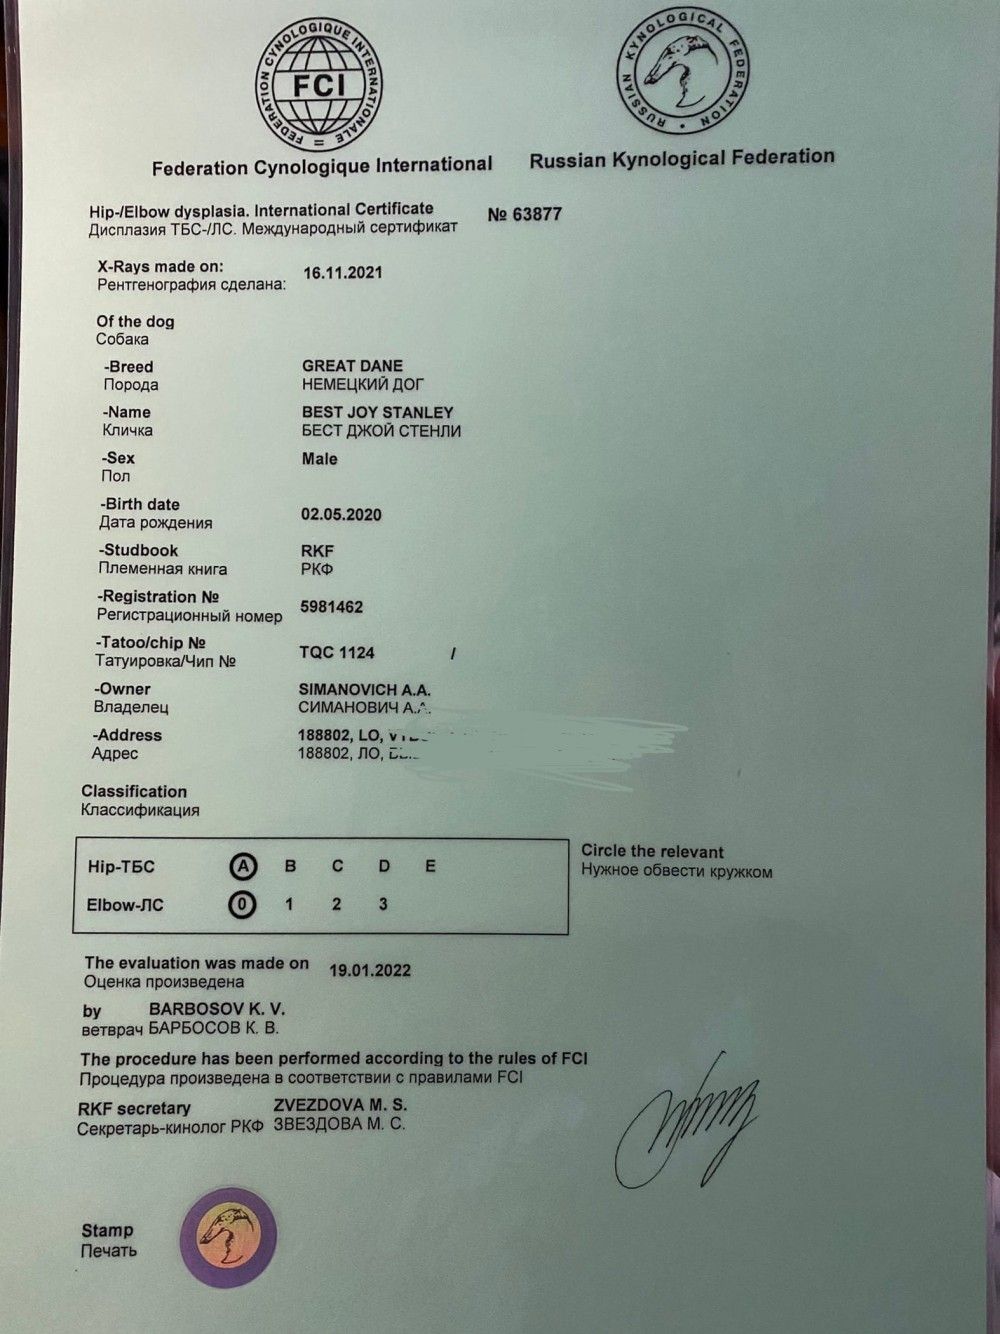 FEDERATION CYNOLOGIQUE INTERNATIONALE
FCI
RUSSIAN KYNOLOGICAL FEDERATION
Federation Cynologique International
Russian Kynological Federation
Hip-/Elbow dysplasia. International Certificate
№ 63877
Дисплазия ТБС-/ЛС. Международный сертификат
X-Rays made on:
16.11.2021
Рентгенография сделана:
Of the dog
Собака
-Breed GREAT DANE
Порода НЕМЕЦКИЙ ДОГ
-Name BEST JOY STANLEY
Кличка БЕСТ ДЖОЙ СТЕНЛИ
-Sex Male
Пол
-Birth date
02.05.2020
Дата рождения
-Studbook RKF
Племенная книга РКФ
-Registration №
5981462
Регистрационный номер
-Tatoo/chip №
TQC 1124 /
Татуировка/Чип №
-Owner SIMANOVICH A.A.
Владелец СИМАНОВИЧ А.А.
-Address 188802, LO,
Адрес 188802, ЛО,
Classification
Классификация
Hip-ТБС A B C D E
Elbow-ЛС 0 1 2 3
Circle the relevant
Нужное обвести кружком
The evaluation was made on
19.01.2022
Оценка произведена
by BARBOSOV K. V.
ветврач БАРБОСОВ К. В.
The procedure has been performed according to the rules of FCI
Процедура произведена в соответствии с правилами FCI
RKF secretary ZVEZDOVA M. S.
Секретарь-кинолог РКФ ЗВЕЗДОВА М. С.
Stamp
Печать